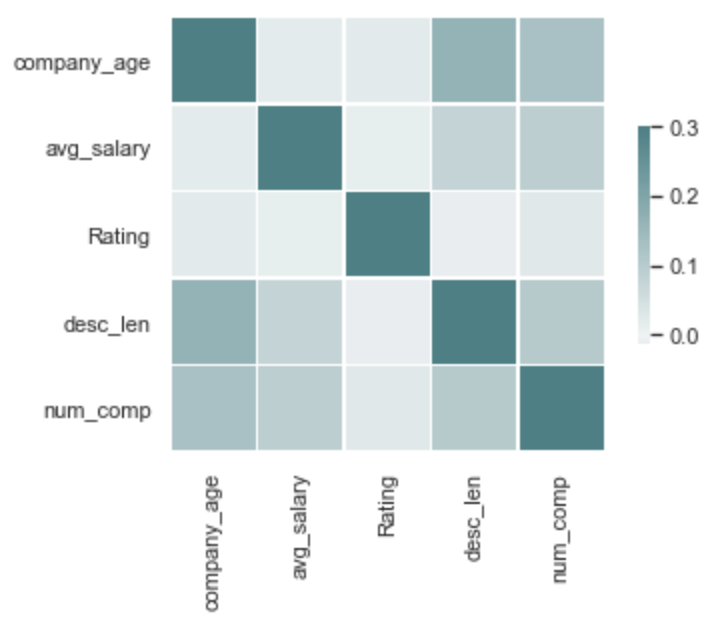 company_age
avg_salary
Rating
desc_len
num_comp
0.3
0.2
0.1
0.0
company_age
avg_salary
Rating
desc_len
num_comp